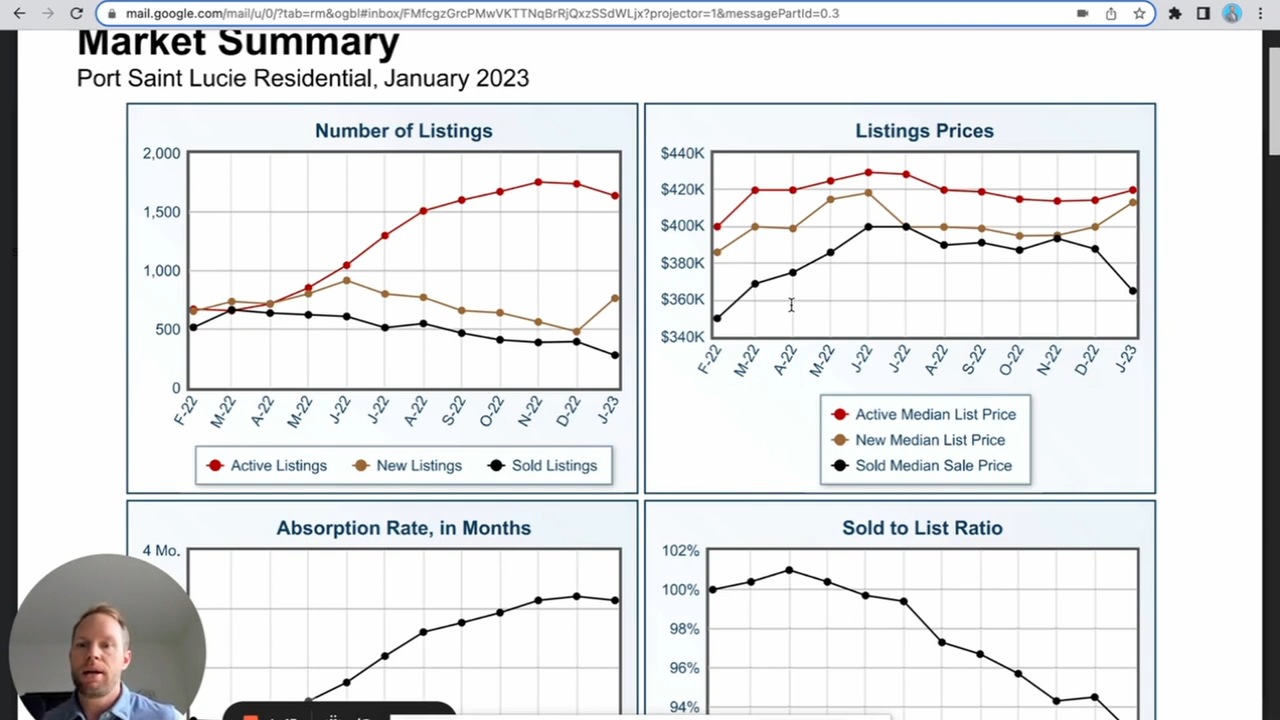 mail.google.com/mail/u/0/?tab=rm&ogbl#inbox/FMfcgzGrcPMwVKTTNqBrRjQxzSSdWLjx?projector=1&messagePartId=0.3
Market Summary
Port Saint Lucie Residential, January 2023
Number of Listings
2,000
1,500
1,000
500
0
F-22 M-22 A-22 M-22 J-22 J-22 A-22 S-22 O-22 N-22 D-22 J-23
Active Listings New Listings Sold Listings
Listings Prices
$440K
$420K
$400K
$380K
$360K
$340K
F-22 M-22 A-22 M-22 J-22 J-22 A-22 S-22 O-22 N-22 D-22 J-23
Active Median List Price
New Median List Price
Sold Median Sale Price
Absorption Rate, in Months
4 Mo.
Sold to List Ratio
102%
100%
98%
96%
94%